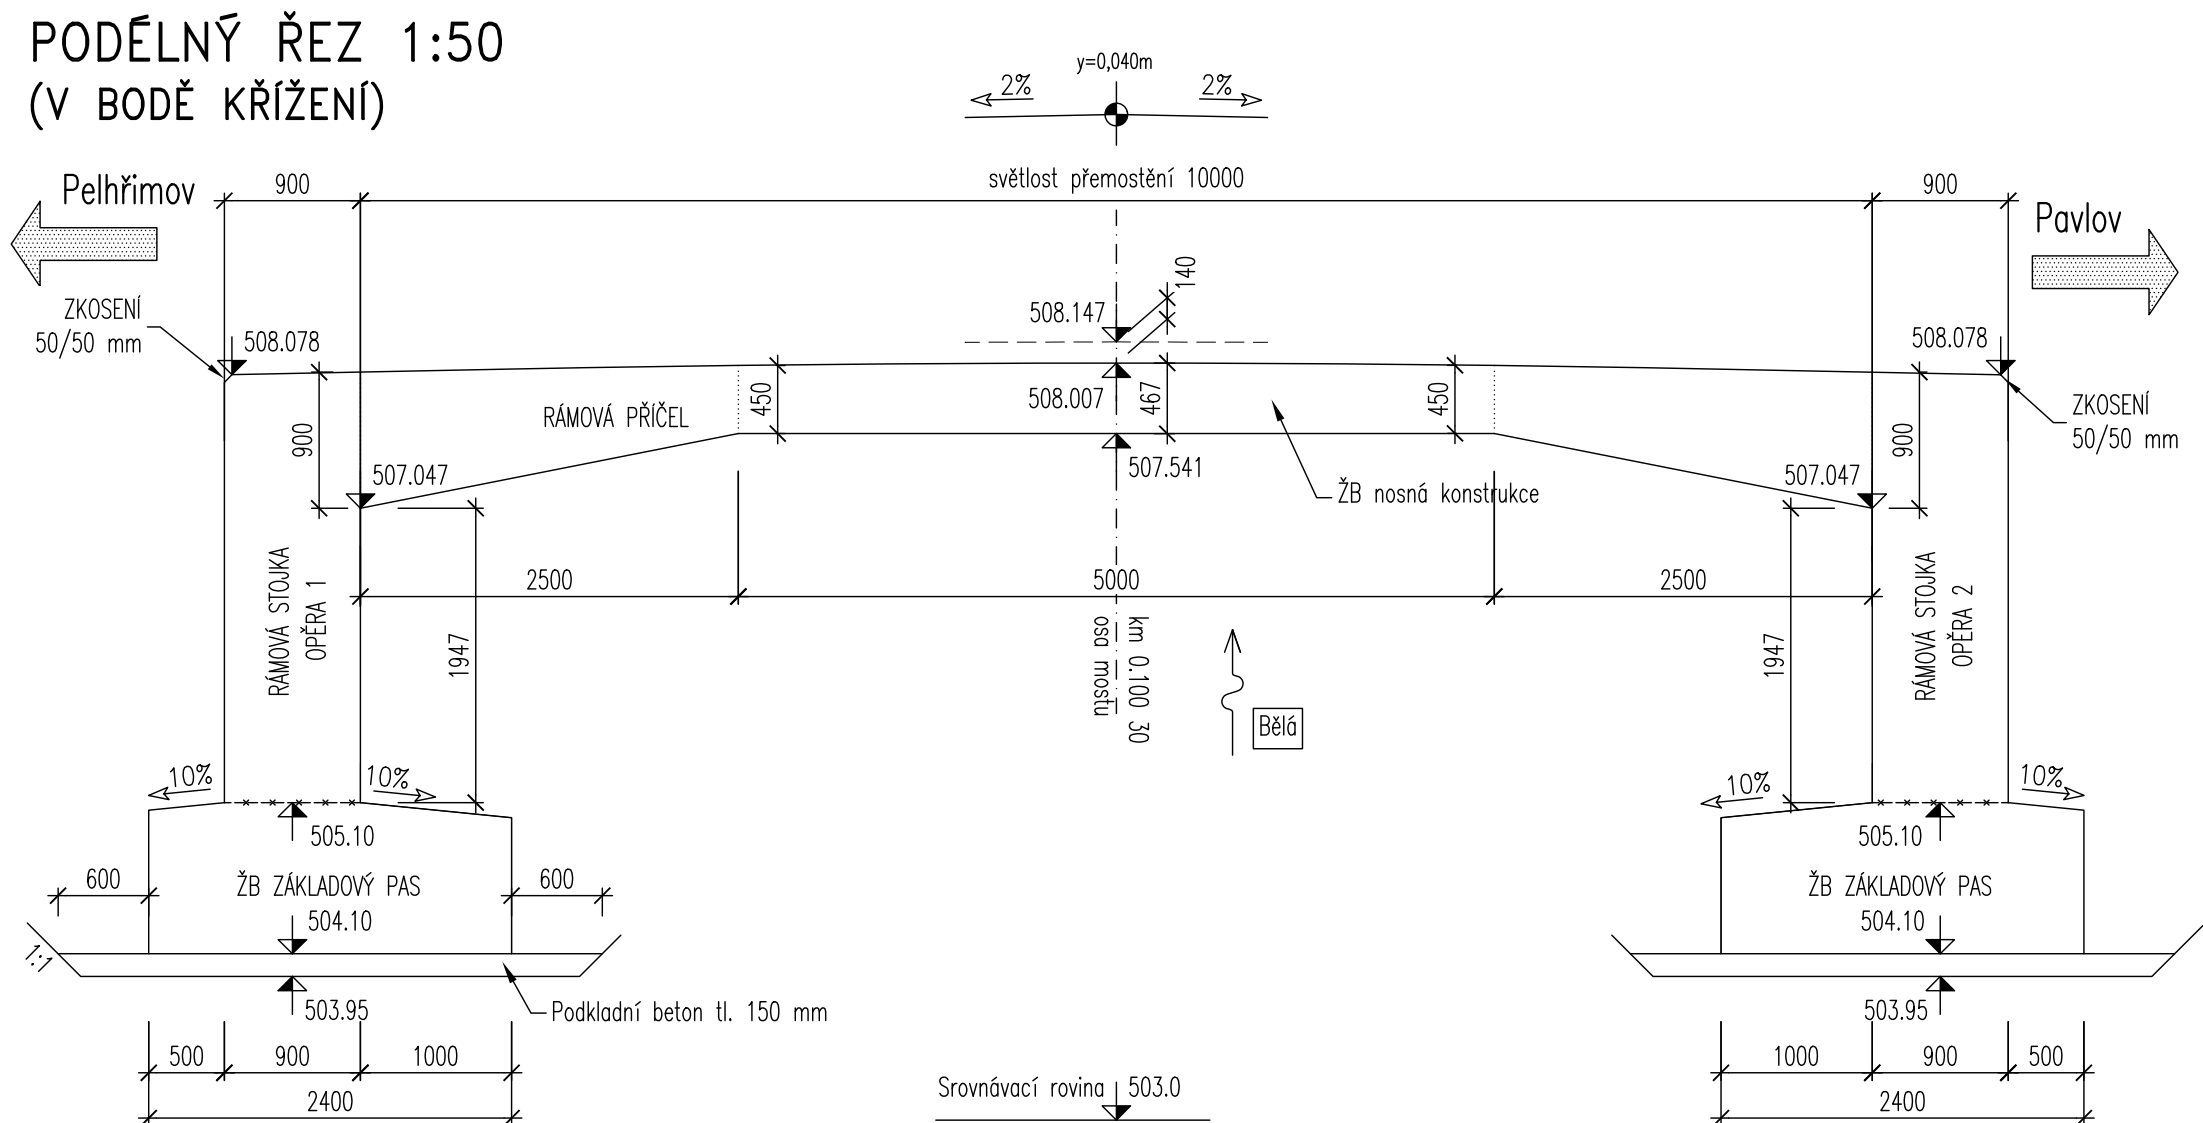 PODÉLNÝ ŘEZ 1:50
(V BODĚ KŘÍŽENÍ)
y=0,040m
2%
2%
světlost přemostění 10000
Pelhřimov
900
900
Pavlov
140
ZKOSENÍ
50/50 mm
508.078
508.147
508.078
ZKOSENÍ
50/50 mm
450
508.007
467
450
RÁMOVÁ PŘÍČEL
900
900
507.047
507.541
507.047
ŽB nosná konstrukce
2500
5000
2500
RÁMOVÁ STOJKA
OPĚRA 1
1947
km 0.100 30
osa mostu
Bělá
1947
RÁMOVÁ STOJKA
OPĚRA 2
10%
10%
10%
10%
505.10
505.10
600
ŽB ZÁKLADOVÝ PAS
600
ŽB ZÁKLADOVÝ PAS
504.10
504.10
1:1
503.95
Podkladní beton tl. 150 mm
503.95
500
900
1000
1000
900
500
2400
Srovnávací rovina
503.0
2400